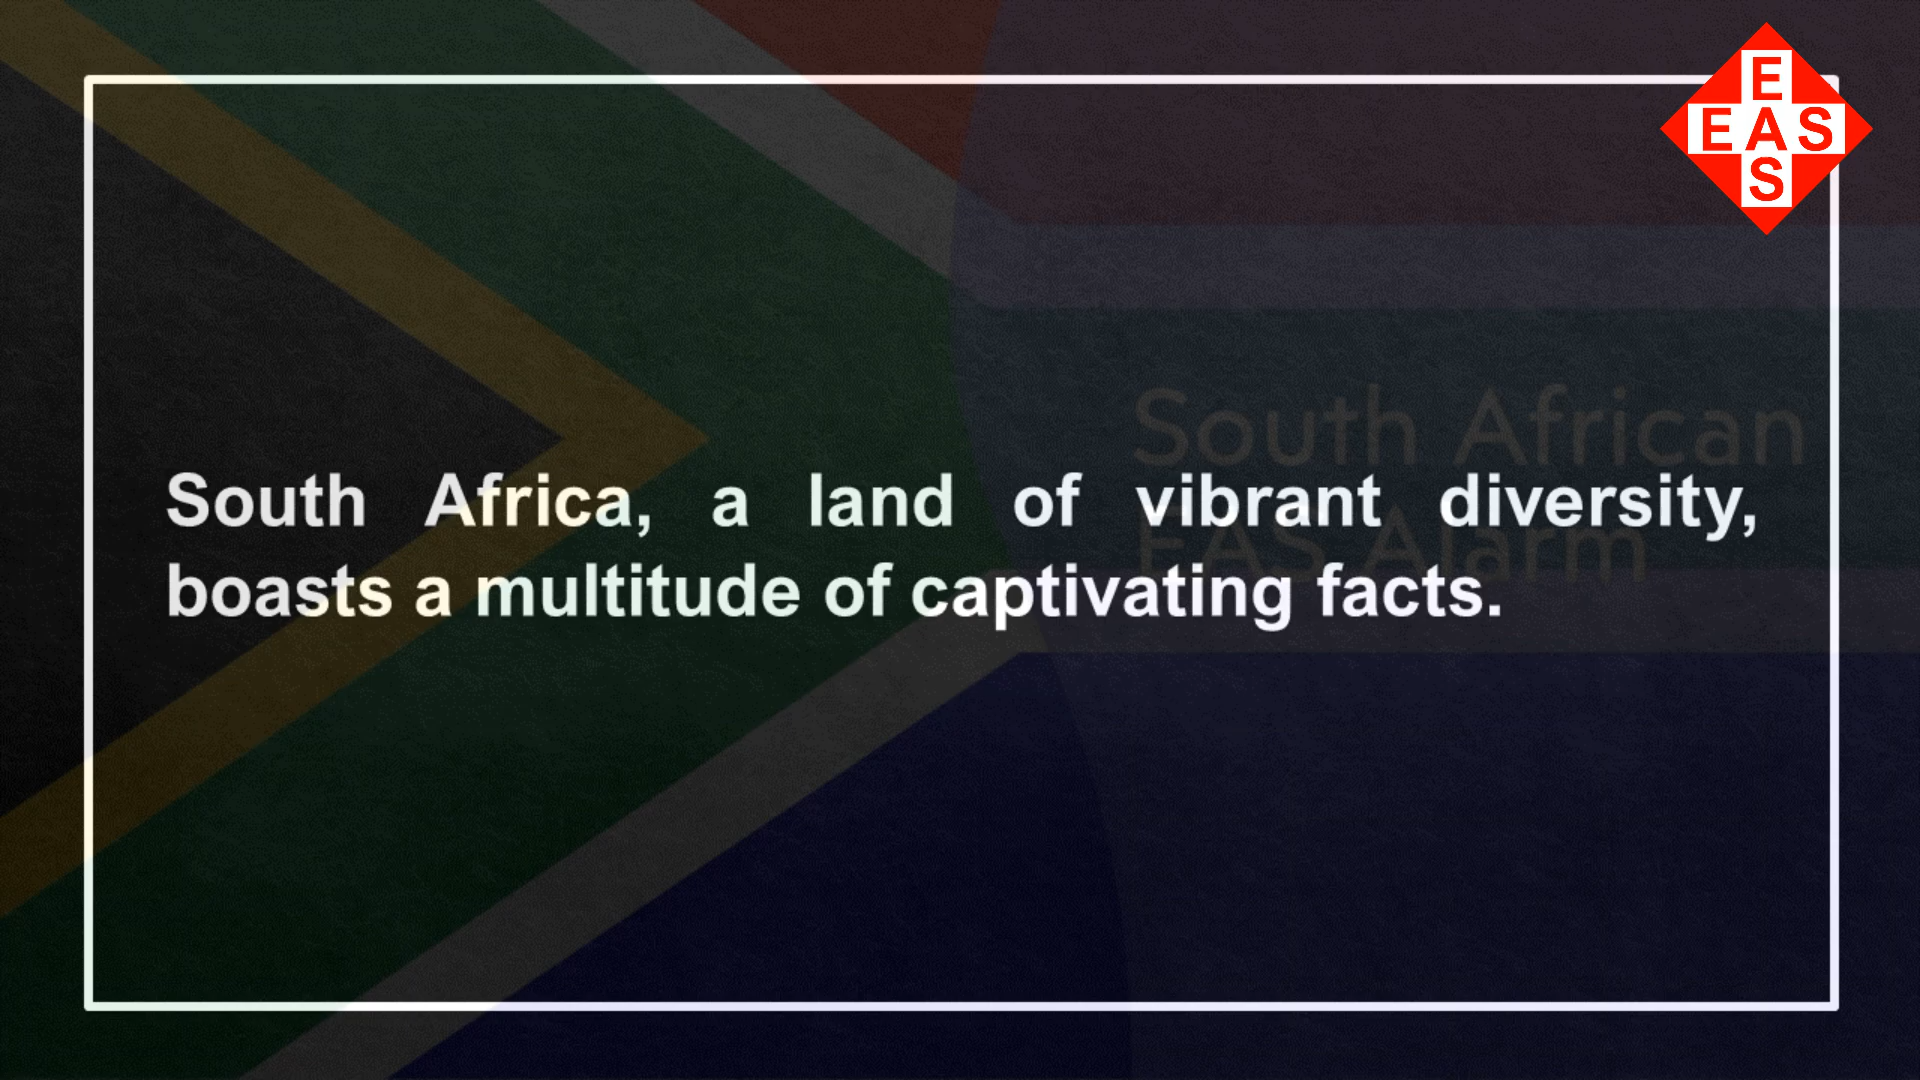 E
EAS
S
South African
EAS Alarm
South Africa, a land of vibrant diversity,
boasts a multitude of captivating facts.